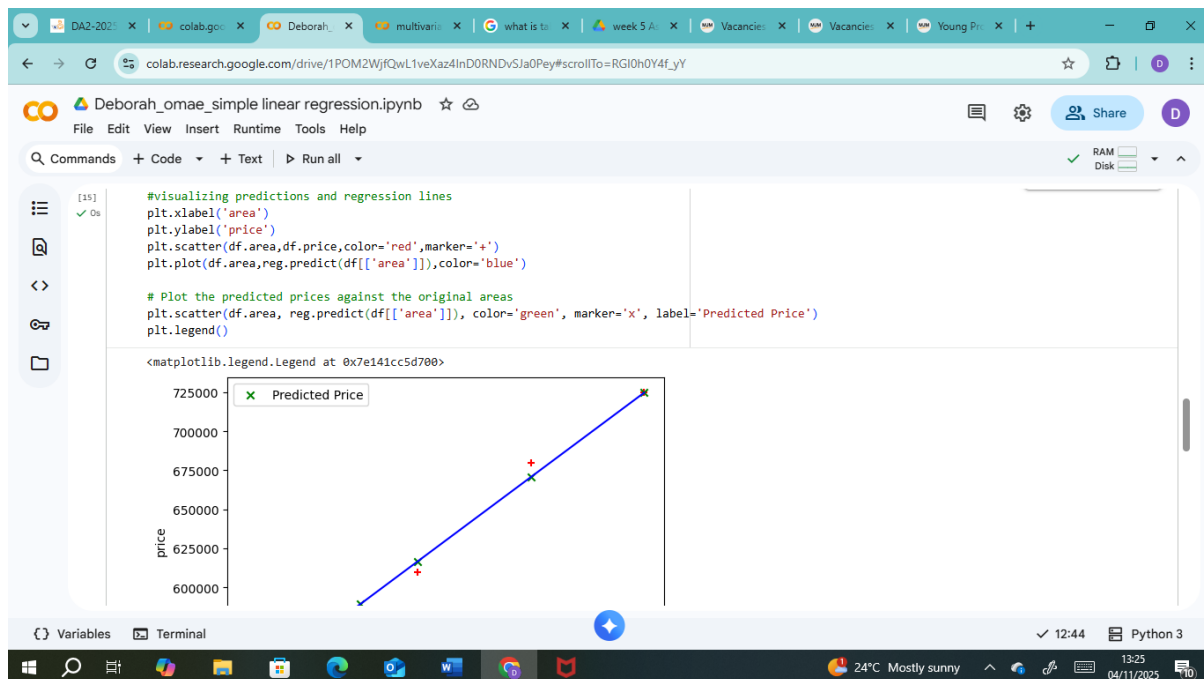 DA2-2025
colab.goo
Deborah_
multivaria
what is ta
week 5 A
Vacancies
Vacancies
Young Pro
colab.research.google.com/drive/1POM2WjfQwL1veXaz4InD0RNDvSJa0Pey#scrollTo=RGI0h0Y4f_yY
D
Deborah_omae_simple linear regression.ipynb
File Edit View Insert Runtime Tools Help
Share
D
Commands + Code + Text Run all
RAM
Disk
[15]
0s
#visualizing predictions and regression lines
plt.xlabel('area')
plt.ylabel('price')
plt.scatter(df.area,df.price,color='red',marker='+')
plt.plot(df.area,reg.predict(df[['area']]),color='blue')
# Plot the predicted prices against the original areas
plt.scatter(df.area, reg.predict(df[['area']]), color='green', marker='x', label='Predicted Price')
plt.legend()
<matplotlib.legend.Legend at 0x7e141cc5d700>
Predicted Price
725000
700000
675000
650000
625000
600000
price
{} Variables
Terminal
12:44
Python 3
24°C Mostly sunny
13:25
04/11/2025
10